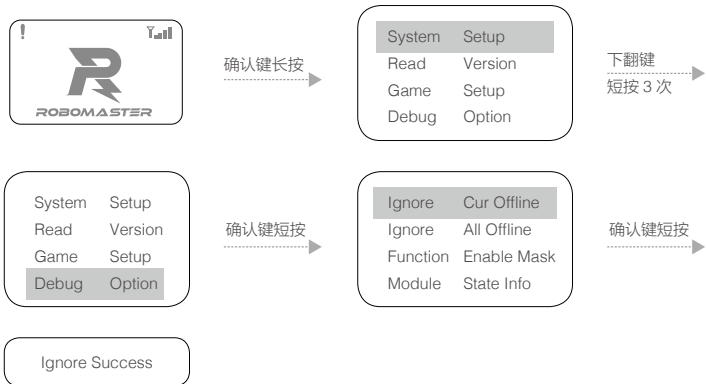 !
ROBOMASTER
确认键长按
System Setup
Read Version
Game Setup
Debug Option
下翻键
短按 3 次
System Setup
Read Version
Game Setup
Debug Option
确认键短按
Ignore Cur Offline
Ignore All Offline
Function Enable Mask
Module State Info
确认键短按
Ignore Success